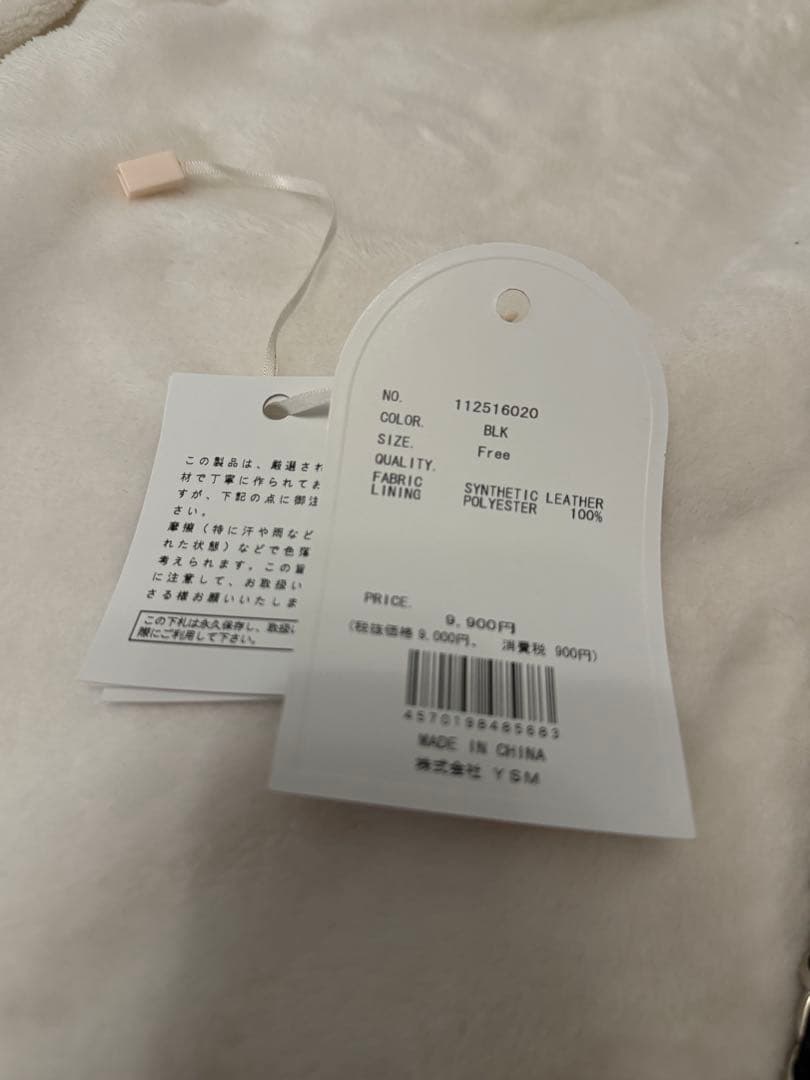 この製品は、厳選され
材で丁寧に作られてお
すが、下記の点に御注
さい。
摩擦（特に汗や雨など
れた状態）などで色落
考えられます。この旨
に注意して、お取扱い
さる様お願いいたしま
この下札は永久保存し、取扱い
際にご利用して下さい。
NO. 112516020
COLOR. BLK
SIZE. Free
QUALITY.
FABRIC SYNTHETIC LEATHER
LINING POLYESTER 100%
PRICE.
9,900円
(税抜価格 9,000円、 消費税 900円)
4570198485883
MADE IN CHINA
株式会社 YSM